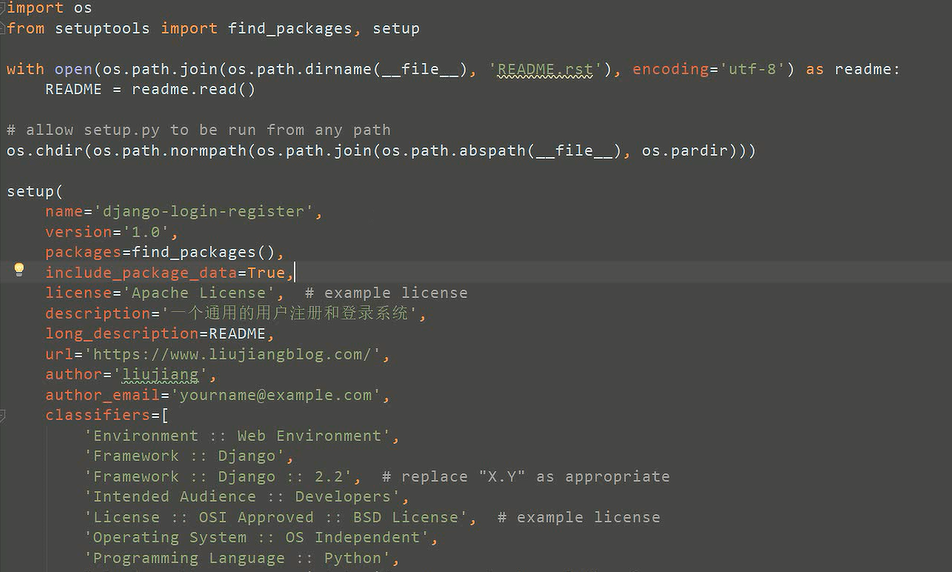 import os
from setuptools import find_packages, setup

with open(os.path.join(os.path.dirname(__file__), 'README.rst'), encoding='utf-8') as readme:
    README = readme.read()

# allow setup.py to be run from any path
os.chdir(os.path.normpath(os.path.join(os.path.abspath(__file__), os.pardir)))

setup(
    name='django-login-register',
    version='1.0',
    packages=find_packages(),
    include_package_data=True,
    license='Apache License',  # example license
    description='一个通用的用户注册和登录系统',
    long_description=README,
    url='https://www.liujiangblog.com/',
    author='liujiang',
    author_email='yourname@example.com',
    classifiers=[
        'Environment :: Web Environment',
        'Framework :: Django',
        'Framework :: Django :: 2.2',  # replace "X.Y" as appropriate
        'Intended Audience :: Developers',
        'License :: OSI Approved :: BSD License',  # example license
        'Operating System :: OS Independent',
        'Programming Language :: Python',